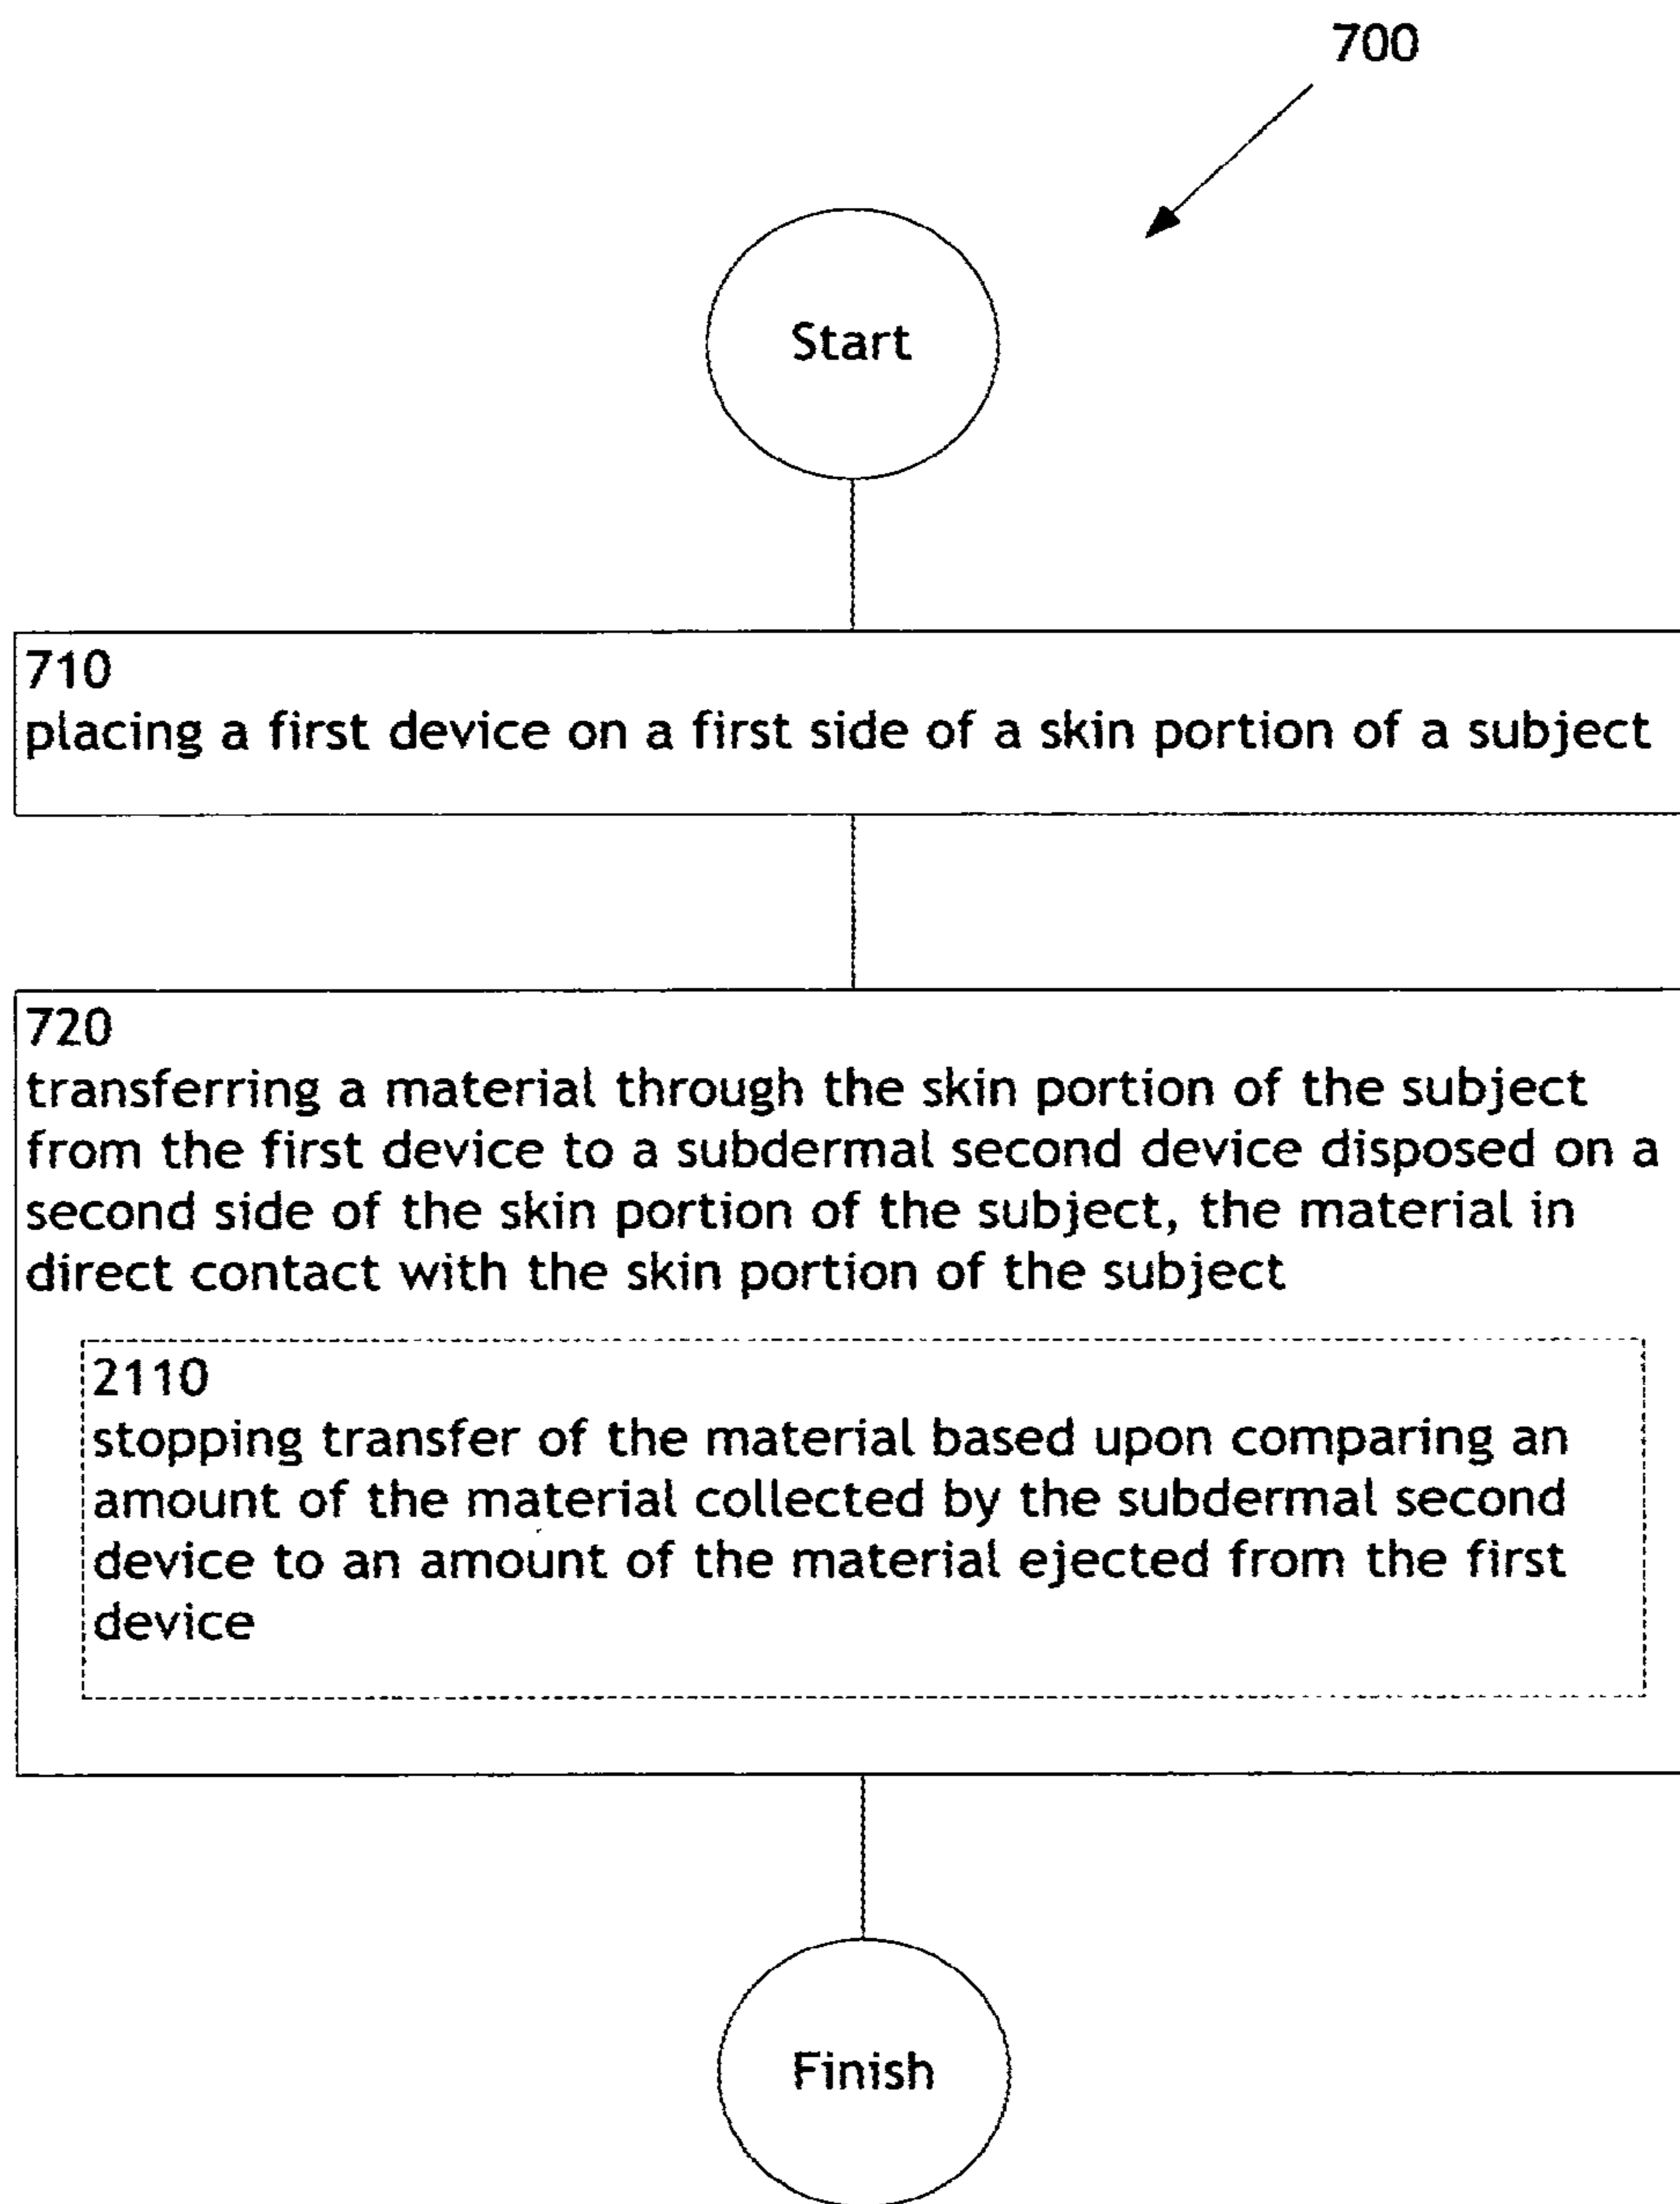 700
Start
710
placing a first device on a first side of a skin portion of a subject
720
transferring a material through the skin portion of the subject
from the first device to a subdermal second device disposed on a
second side of the skin portion of the subject, the material in
direct contact with the skin portion of the subject
2110
stopping transfer of the material based upon comparing an
amount of the material collected by the subdermal second
device to an amount of the material ejected from the first
device
Finish